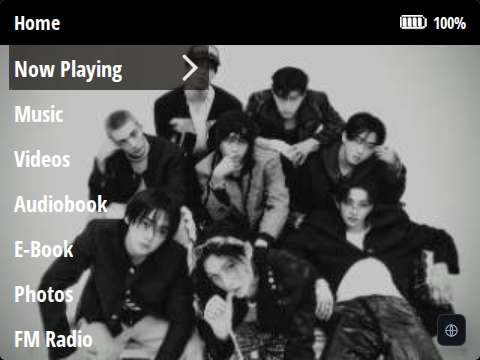 Home
100%
Now Playing
Music
Videos
Audiobook
E-Book
Photos
FM Radio